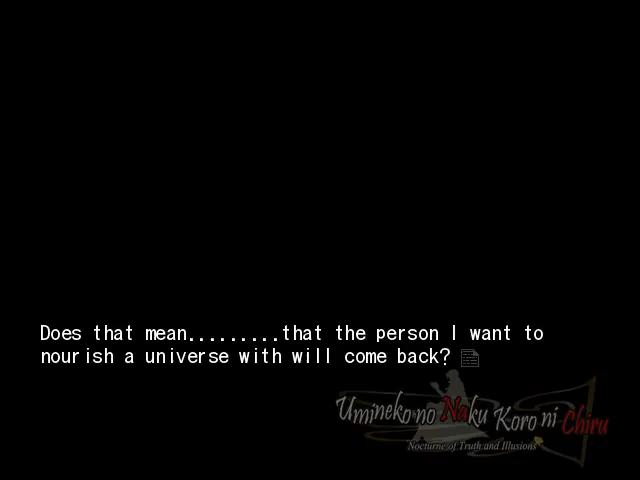 Does that mean.........that the person I want to
nourish a universe with will come back?
Umineko no Naku Koro ni Chiru
Nocturne of Truth and Illusions